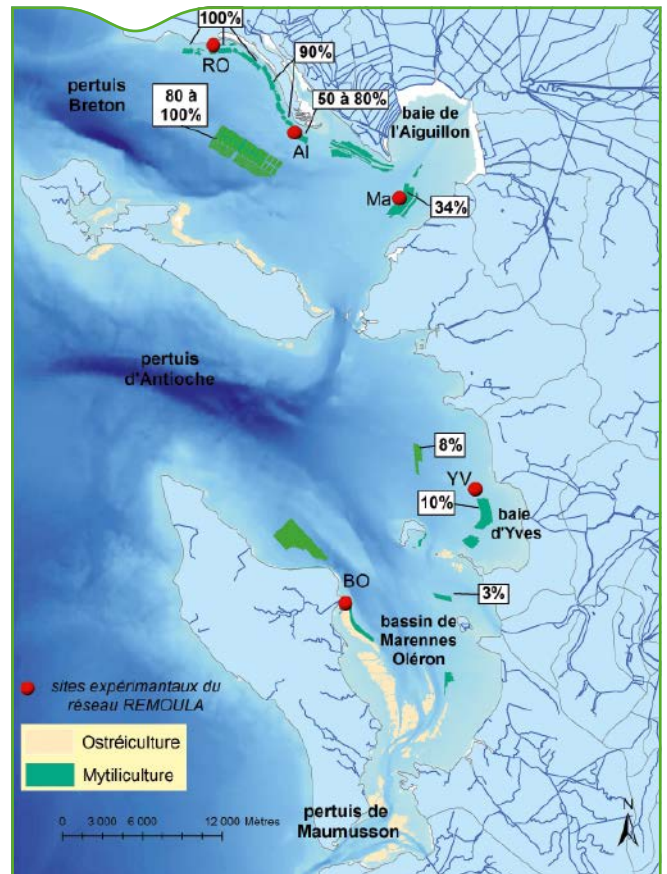 100%
RO
90%
pertuis
Breton
80 à
100%
50 à 80%
baie de
l'Aiguillon
AI
Ma
34%
pertuis
d'Antioche
8%
YV
10%
baie
d'Yves
BO
3%
bassin de
Marennes
Oléron
sites expérimantaux du
réseau REMOULA
Ostréiculture
Mytiliculture
pertuis de
Maumusson
0 3 000 6 000 12 000 Mètres
N